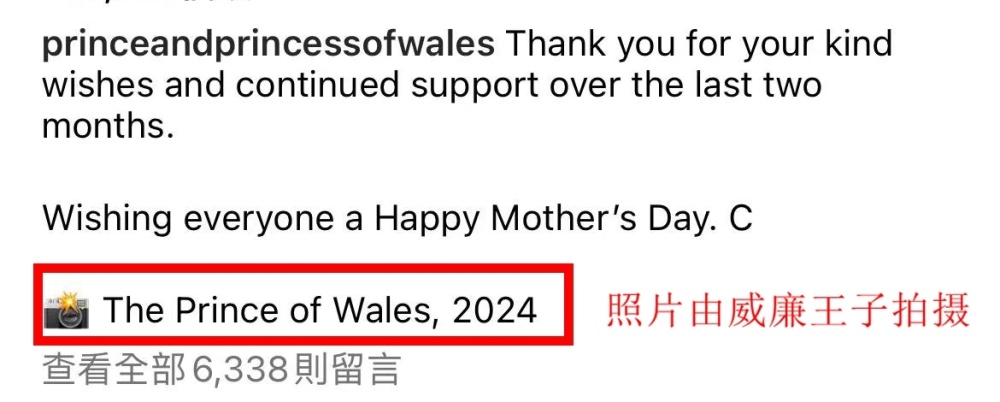 princeandprincessofwales Thank you for your kind
wishes and continued support over the last two
months.
Wishing everyone a Happy Mother's Day. C
📸 The Prince of Wales, 2024
照片由威廉王子拍摄
查看全部6,338則留言